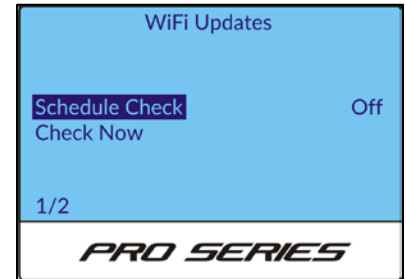 WiFi Updates
Schedule Check Off
Check Now
1/2
PRO SERIES